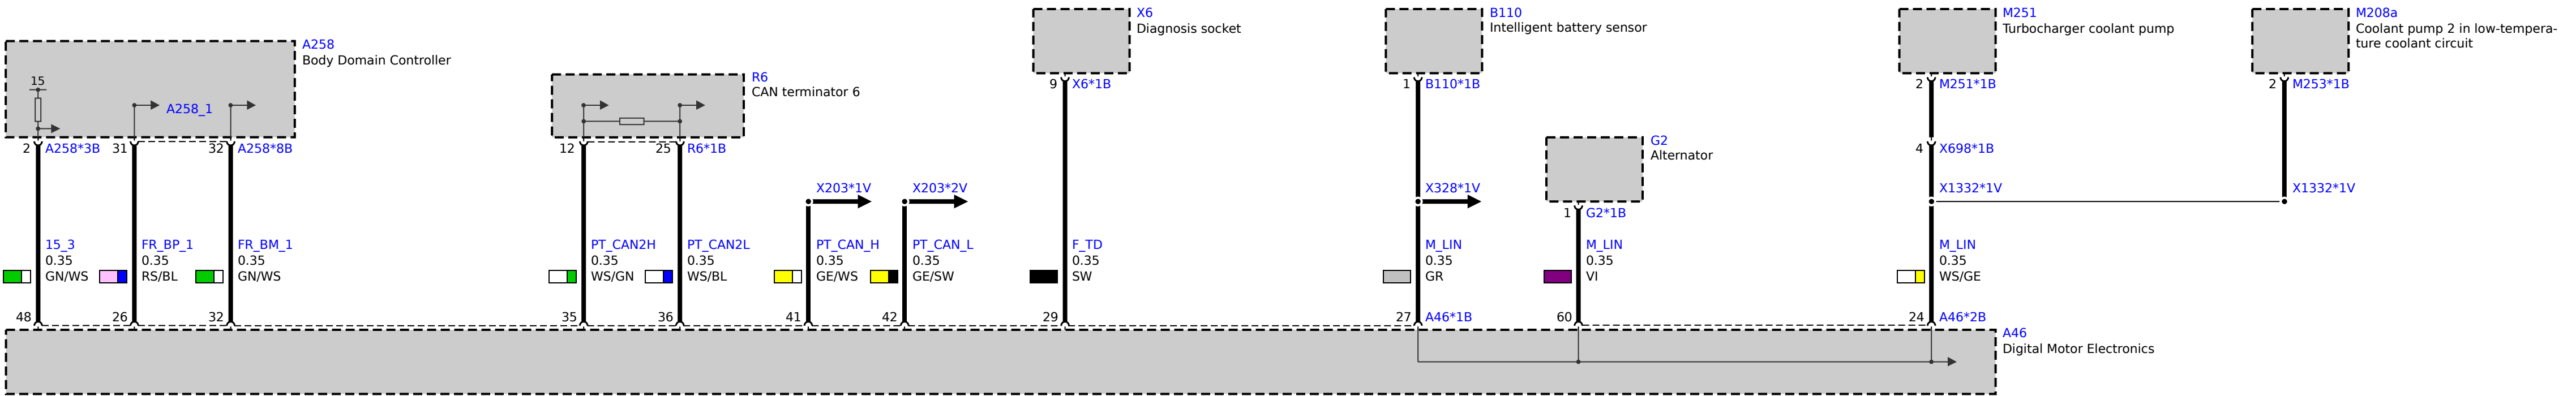 X6
Diagnosis socket
B110
Intelligent battery sensor
M251
Turbocharger coolant pump
M208a
Coolant pump 2 in low-tempera-
ture coolant circuit
A258
Body Domain Controller
15
A258_1
R6
CAN terminator 6
9 X6*1B
1 B110*1B
2 M251*1B
2 M253*1B
G2
Alternator
2 A258*3B
31
32 A258*8B
12
25 R6*1B
4 X698*1B
X203*1V
X203*2V
X328*1V
X1332*1V
X1332*1V
1 G2*1B
15_3
0.35
GN/WS
FR_BP_1
0.35
RS/BL
FR_BM_1
0.35
GN/WS
PT_CAN2H
0.35
WS/GN
PT_CAN2L
0.35
WS/BL
PT_CAN_H
0.35
GE/WS
PT_CAN_L
0.35
GE/SW
F_TD
0.35
SW
M_LIN
0.35
GR
M_LIN
0.35
VI
M_LIN
0.35
WS/GE
48
26
32
35
36
41
42
29
27 A46*1B
60
24 A46*2B
A46
Digital Motor Electronics